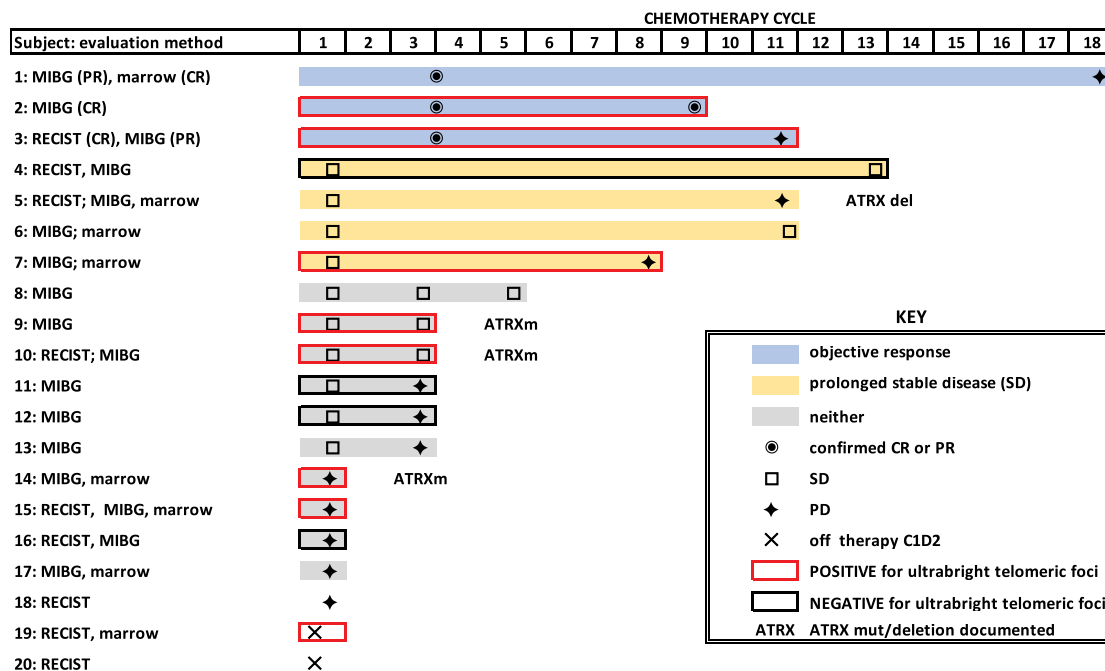 CHEMOTHERAPY CYCLE
Subject: evaluation method 1 2 3 4 5 6 7 8 9 10 11 12 13 14 15 16 17 18
1: MIBG (PR), marrow (CR)
2: MIBG (CR)
3: RECIST (CR), MIBG (PR)
4: RECIST, MIBG
5: RECIST; MIBG, marrow ATRX del
6: MIBG; marrow
7: MIBG; marrow
8: MIBG
9: MIBG ATRXm
10: RECIST; MIBG ATRXm
11: MIBG
12: MIBG
13: MIBG
14: MIBG, marrow ATRXm
15: RECIST, MIBG, marrow
16: RECIST, MIBG
17: MIBG, marrow
18: RECIST
19: RECIST, marrow
20: RECIST
KEY
objective response
prolonged stable disease (SD)
neither
confirmed CR or PR
SD
PD
off therapy C1D2
POSITIVE for ultrabright telomeric foci
NEGATIVE for ultrabright telomeric foci
ATRX ATRX mut/deletion documented